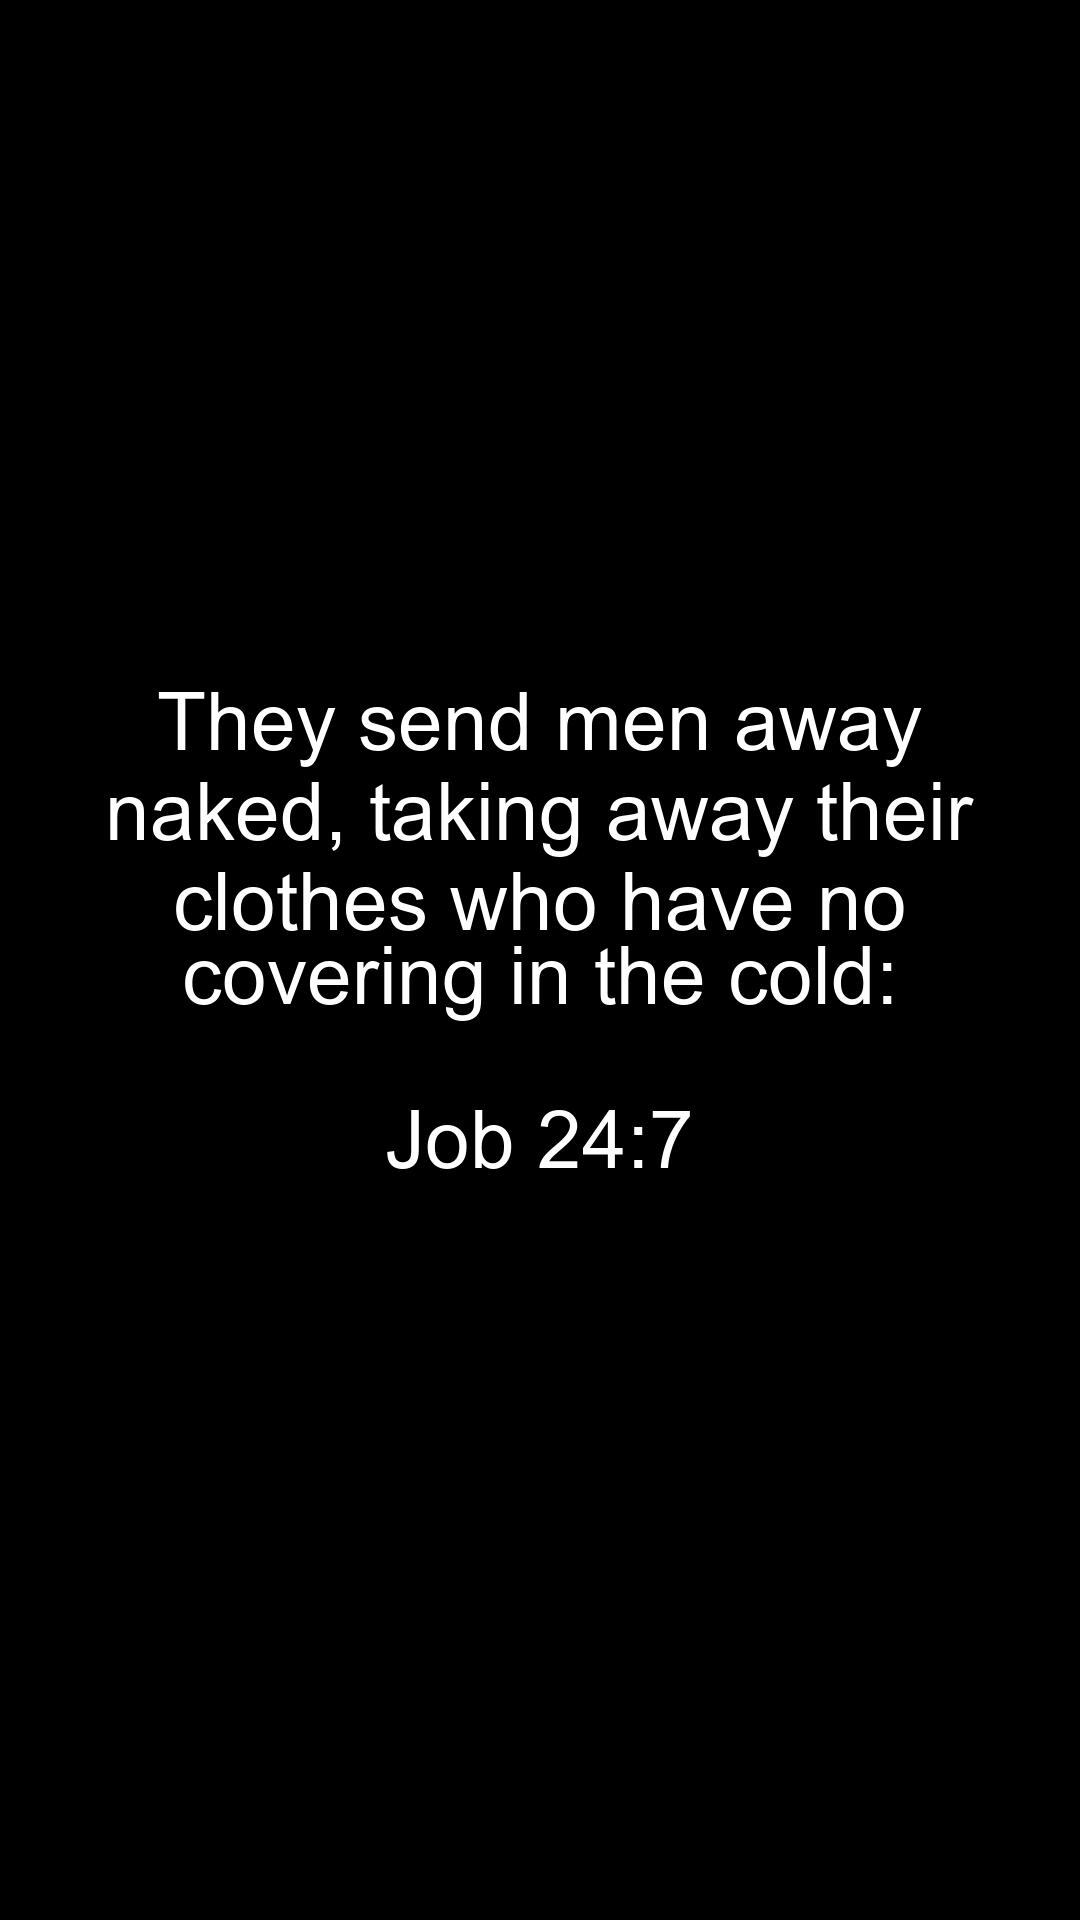 They send men away
naked, taking away their
clothes who have no
covering in the cold:
Job 24:7